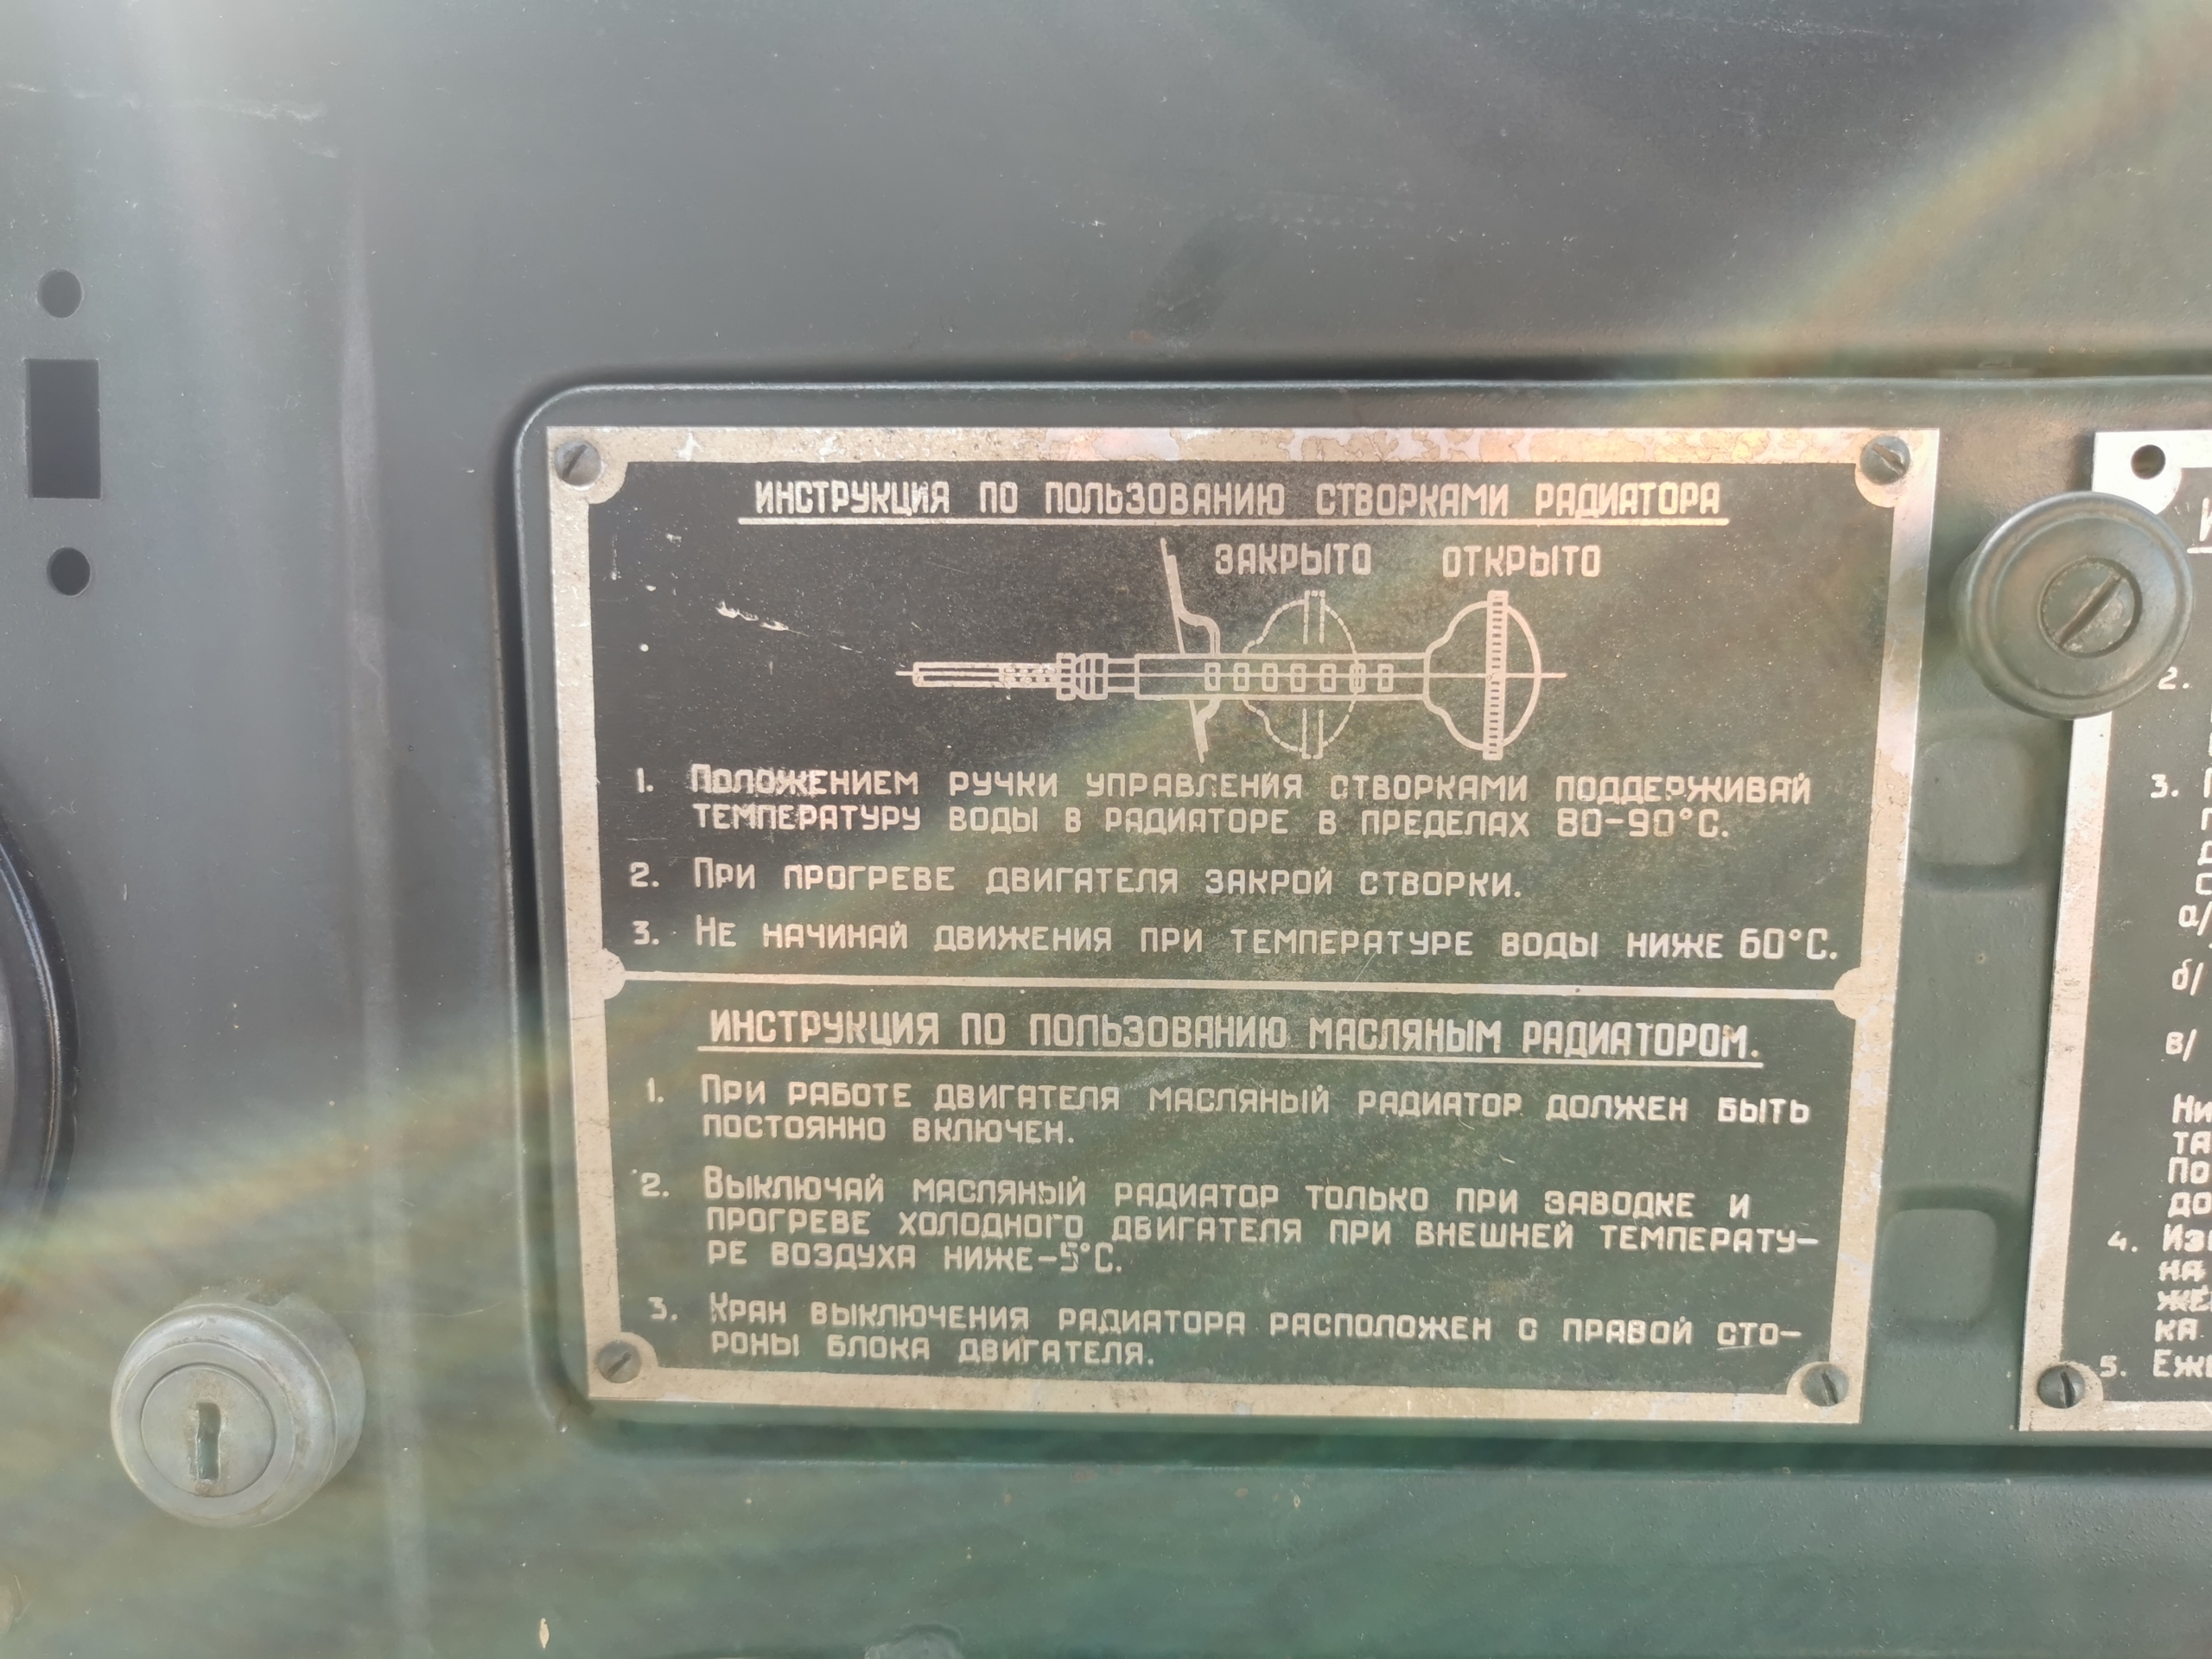 ИНСТРУКЦИЯ ПО ПОЛЬЗОВАНИЮ СТВОРКАМИ РАДИАТОРА
ЗАКРЫТО ОТКРЫТО
1. ПОЛОЖЕНИЕМ РУЧКИ УПРАВЛЕНИЯ СТВОРКАМИ ПОДДЕРЖИВАЙ
ТЕМПЕРАТУРУ ВОДЫ В РАДИАТОРЕ В ПРЕДЕЛАХ 80-90°С.
2. ПРИ ПРОГРЕВЕ ДВИГАТЕЛЯ ЗАКРОЙ СТВОРКИ.
3. НЕ НАЧИНАЙ ДВИЖЕНИЯ ПРИ ТЕМПЕРАТУРЕ ВОДЫ НИЖЕ 60°С.
ИНСТРУКЦИЯ ПО ПОЛЬЗОВАНИЮ МАСЛЯНЫМ РАДИАТОРОМ.
1. ПРИ РАБОТЕ ДВИГАТЕЛЯ МАСЛЯНЫЙ РАДИАТОР ДОЛЖЕН БЫТЬ
ПОСТОЯННО ВКЛЮЧЕН.
2. ВЫКЛЮЧАЙ МАСЛЯНЫЙ РАДИАТОР ТОЛЬКО ПРИ ЗАВОДКЕ И
ПРОГРЕВЕ ХОЛОДНОГО ДВИГАТЕЛЯ ПРИ ВНЕШНЕЙ ТЕМПЕРАТУ-
РЕ ВОЗДУХА НИЖЕ-5°С.
3. КРАН ВЫКЛЮЧЕНИЯ РАДИАТОРА РАСПОЛОЖЕН С ПРАВОЙ СТО-
РОНЫ БЛОКА ДВИГАТЕЛЯ.
2.
3.
а/
б/
в/
4.
5.